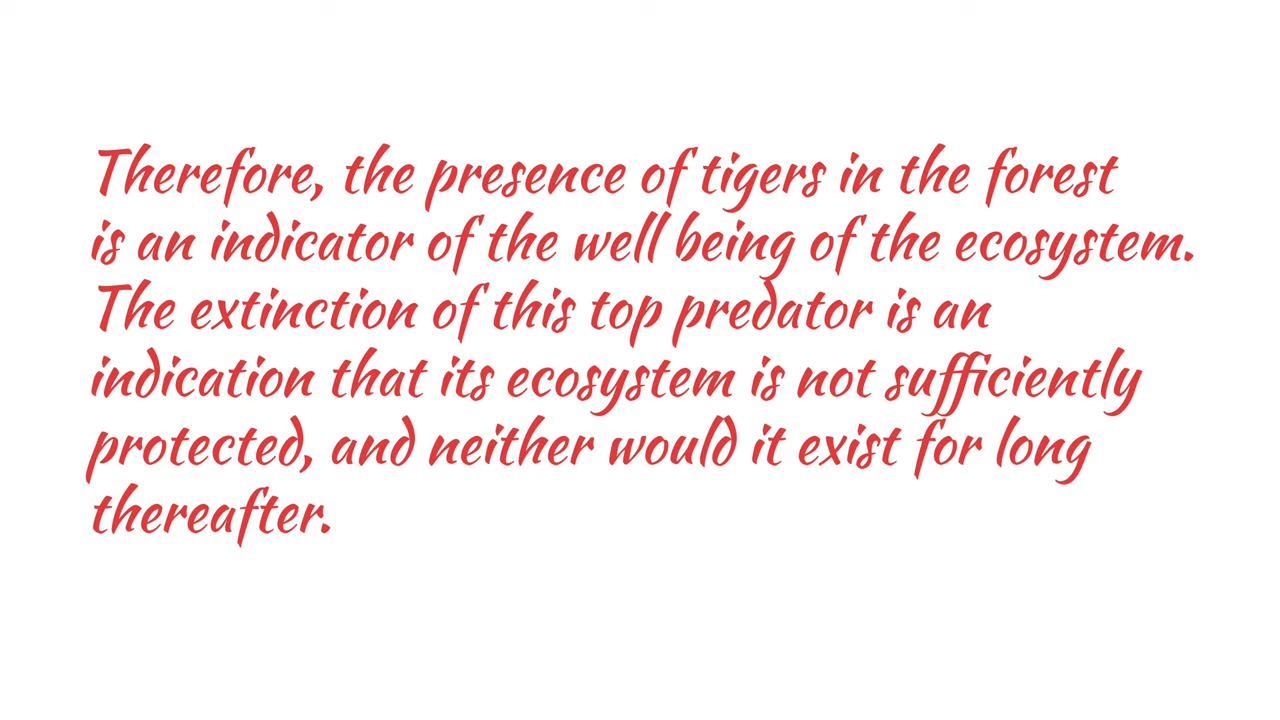 Therefore, the presence of tigers in the forest
is an indicator of the well being of the ecosystem.
The extinction of this top predator is an
indication that its ecosystem is not sufficiently
protected, and neither would it exist for long
thereafter.